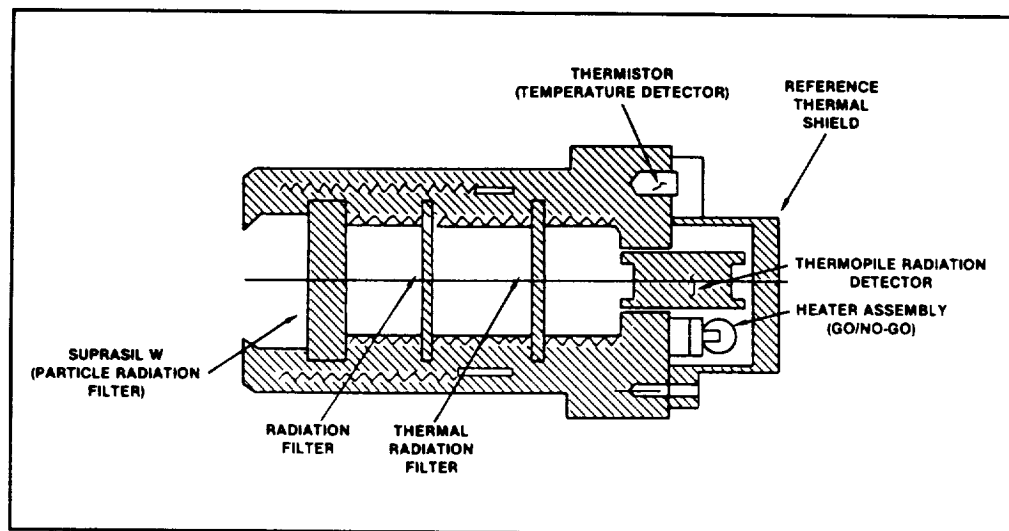 THERMISTOR
(TEMPERATURE DETECTOR)
REFERENCE
THERMAL
SHIELD
THERMOPILE RADIATION
DETECTOR
HEATER ASSEMBLY
(GO/NO-GO)
SUPRASIL W
(PARTICLE RADIATION
FILTER)
RADIATION
FILTER
THERMAL
RADIATION
FILTER